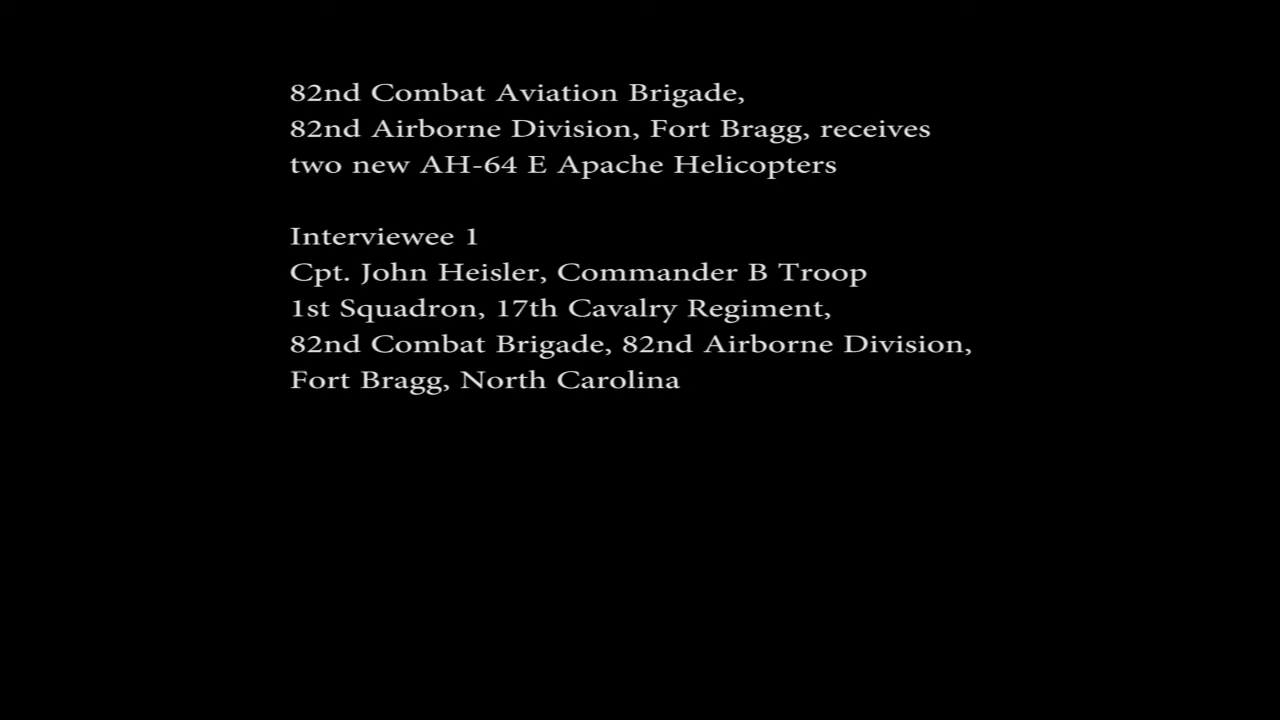 82nd Combat Aviation Brigade,
82nd Airborne Division, Fort Bragg, receives
two new AH-64 E Apache Helicopters
Interviewee 1
Cpt. John Heisler, Commander B Troop
1st Squadron, 17th Cavalry Regiment,
82nd Combat Brigade, 82nd Airborne Division,
Fort Bragg, North Carolina